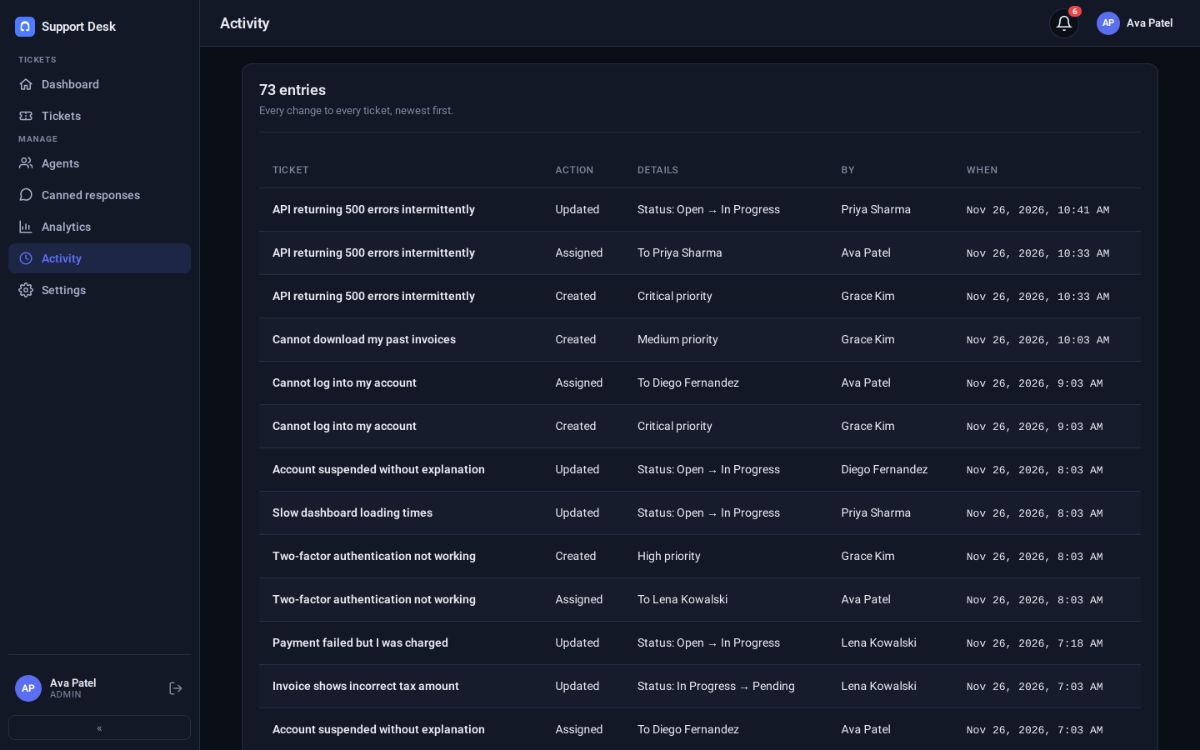 Support Desk
TICKETS
Dashboard
Tickets
MANAGE
Agents
Canned responses
Analytics
Activity
Settings
AP Ava Patel
ADMIN
«
Activity
6
AP Ava Patel
73 entries
Every change to every ticket, newest first.
TICKET ACTION DETAILS BY WHEN
API returning 500 errors intermittently Updated Status: Open → In Progress Priya Sharma Nov 26, 2026, 10:41 AM
API returning 500 errors intermittently Assigned To Priya Sharma Ava Patel Nov 26, 2026, 10:33 AM
API returning 500 errors intermittently Created Critical priority Grace Kim Nov 26, 2026, 10:33 AM
Cannot download my past invoices Created Medium priority Grace Kim Nov 26, 2026, 10:03 AM
Cannot log into my account Assigned To Diego Fernandez Ava Patel Nov 26, 2026, 9:03 AM
Cannot log into my account Created Critical priority Grace Kim Nov 26, 2026, 9:03 AM
Account suspended without explanation Updated Status: Open → In Progress Diego Fernandez Nov 26, 2026, 8:03 AM
Slow dashboard loading times Updated Status: Open → In Progress Priya Sharma Nov 26, 2026, 8:03 AM
Two-factor authentication not working Created High priority Grace Kim Nov 26, 2026, 8:03 AM
Two-factor authentication not working Assigned To Lena Kowalski Ava Patel Nov 26, 2026, 8:03 AM
Payment failed but I was charged Updated Status: Open → In Progress Lena Kowalski Nov 26, 2026, 7:18 AM
Invoice shows incorrect tax amount Updated Status: In Progress → Pending Lena Kowalski Nov 26, 2026, 7:03 AM
Account suspended without explanation Assigned To Diego Fernandez Ava Patel Nov 26, 2026, 7:03 AM